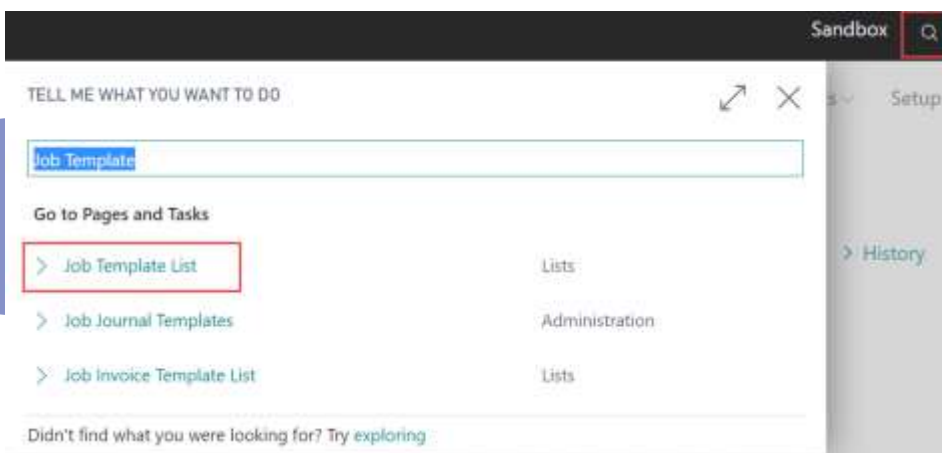 Sandbox
TELL ME WHAT YOU WANT TO DO
Setup
Job Template
Go to Pages and Tasks
Job Template List Lists
History
Job Journal Templates Administration
Job Invoice Template List Lists
Didn't find what you were looking for? Try exploring